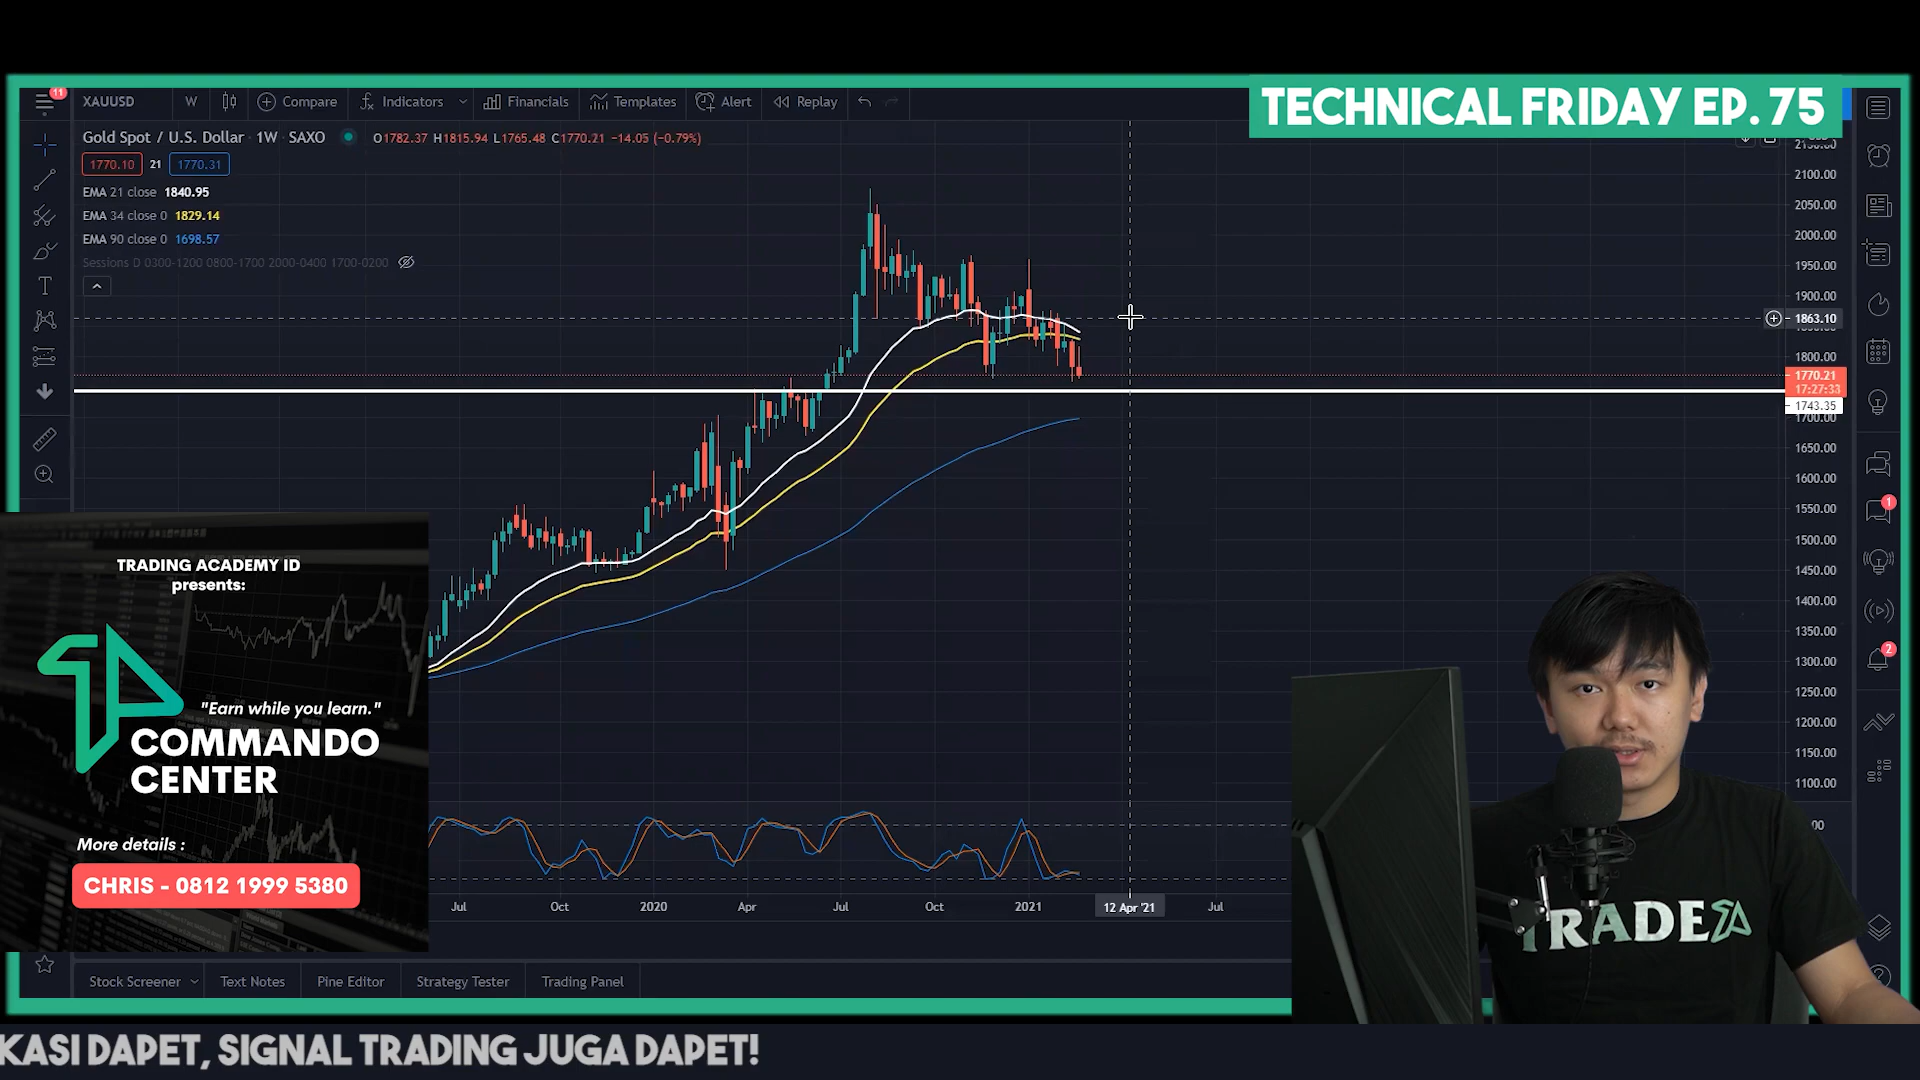 TECHNICAL FRIDAY EP. 75
11
XAUUSD W Compare Indicators Financials Templates Alert Replay
Gold Spot / U.S. Dollar · 1W · SAXO O1782.37 H1815.94 L1765.48 C1770.21 −14.05 (−0.79%)
1770.10 21 1770.31
EMA 21 close 1840.95
EMA 34 close 0 1829.14
EMA 90 close 0 1698.57
Sessions D 0300-1200 0800-1700 2000-0400 1700-0200
2100.00
2050.00
2000.00
1950.00
1900.00
1863.10
1800.00
1770.21
17:27:33
1743.35
1700.00
1650.00
1600.00
1550.00
1500.00
1450.00
1400.00
1350.00
1300.00
1250.00
1200.00
1150.00
1100.00
00
1
2
TRADING ACADEMY ID
presents:
"Earn while you learn."
COMMANDO
CENTER
More details :
CHRIS - 0812 1999 5380
Jul Oct 2020 Apr Jul Oct 2021 12 Apr '21 Jul
TRADE
Stock Screener Text Notes Pine Editor Strategy Tester Trading Panel
KASI DAPET, SIGNAL TRADING JUGA DAPET!